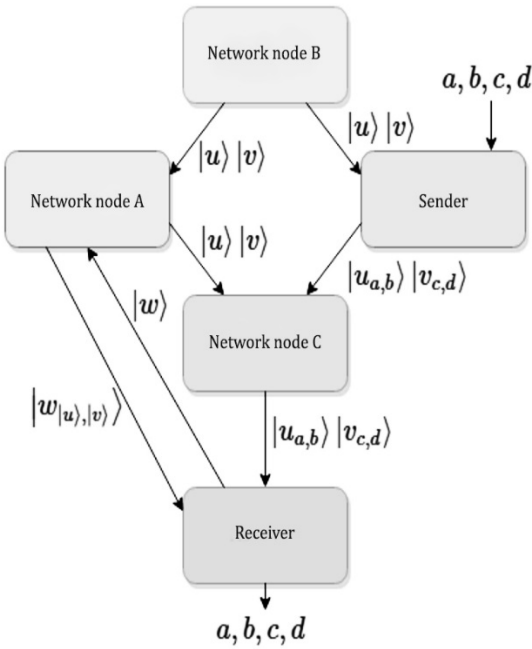 Network node B
a, b, c, d
|u⟩ |v⟩
|u⟩ |v⟩
Network node A
Sender
|u⟩ |v⟩
|u_{a,b}⟩ |v_{c,d}⟩
|w⟩
Network node C
|w_{|u⟩,|v⟩}⟩
|u_{a,b}⟩ |v_{c,d}⟩
Receiver
a, b, c, d